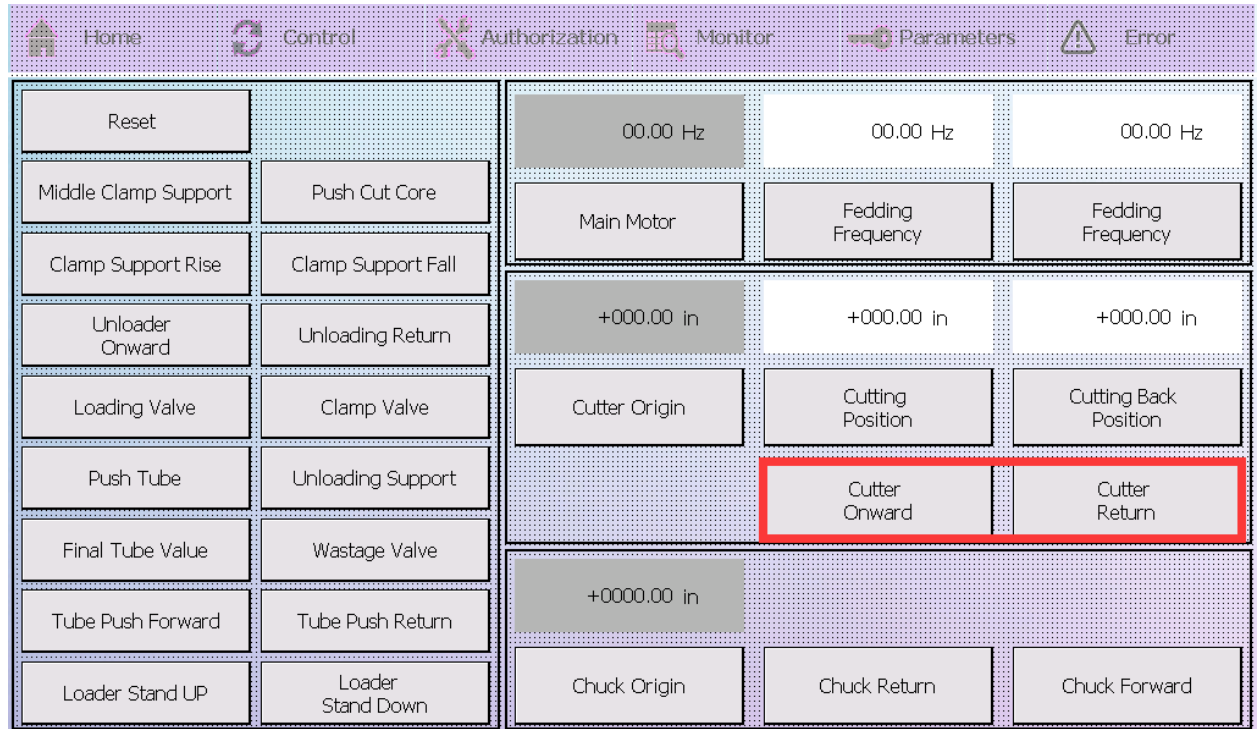 Home Control Authorization Monitor Parameters Error
Reset
Middle Clamp Support Push Cut Core
Clamp Support Rise Clamp Support Fall
Unloader
Onward
Unloading Return
Loading Valve Clamp Valve
Push Tube Unloading Support
Final Tube Value Wastage Valve
Tube Push Forward Tube Push Return
Loader Stand UP
Loader
Stand Down
00.00 Hz 00.00 Hz 00.00 Hz
Main Motor
Fedding
Frequency
Fedding
Frequency
+000.00 in +000.00 in +000.00 in
Cutter Origin
Cutting
Position
Cutting Back
Position
Cutter
Onward
Cutter
Return
+0000.00 in
Chuck Origin Chuck Return Chuck Forward